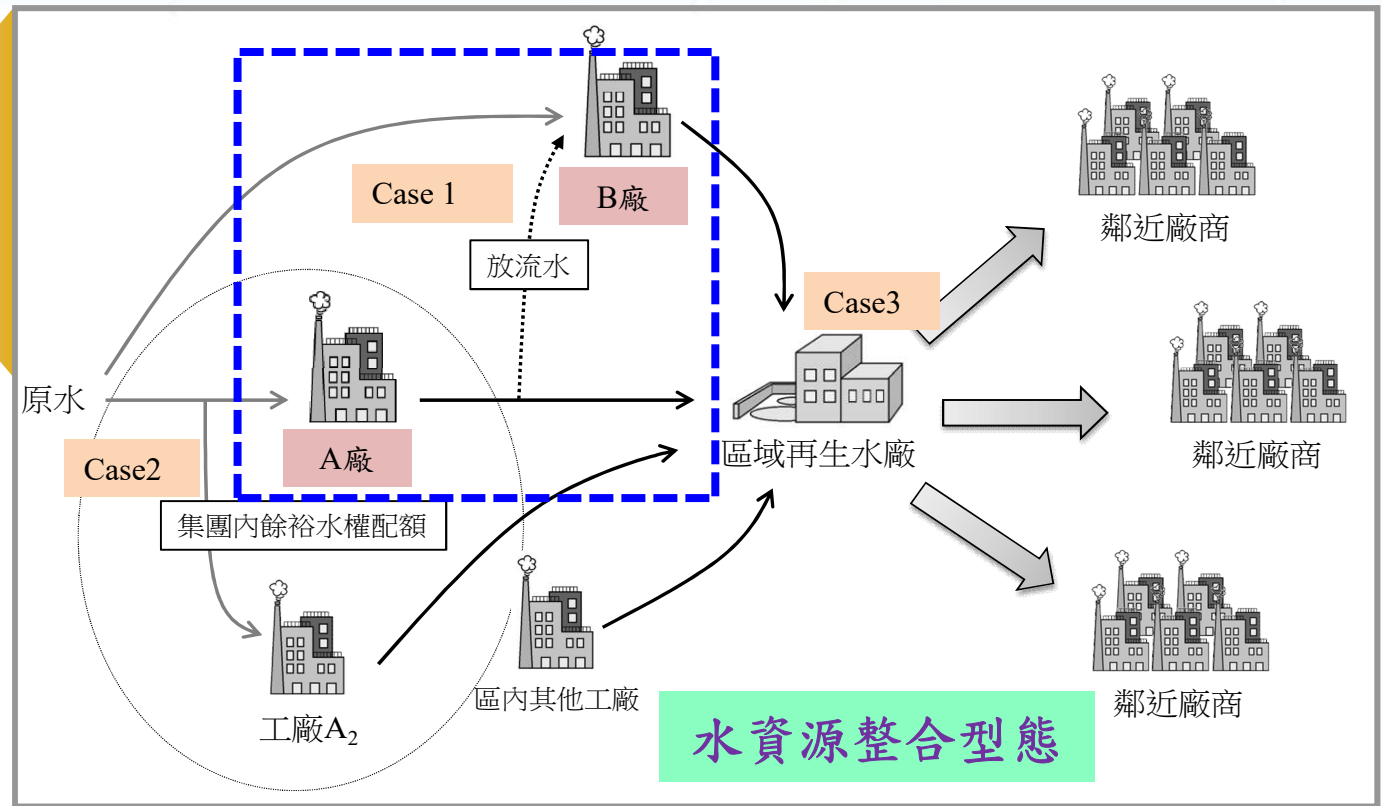 Case 1
B廠
鄰近廠商
放流水
Case3
原水
A廠
區域再生水廠
鄰近廠商
Case2
集團內餘裕水權配額
工廠A₂
區內其他工廠
鄰近廠商
水資源整合型態